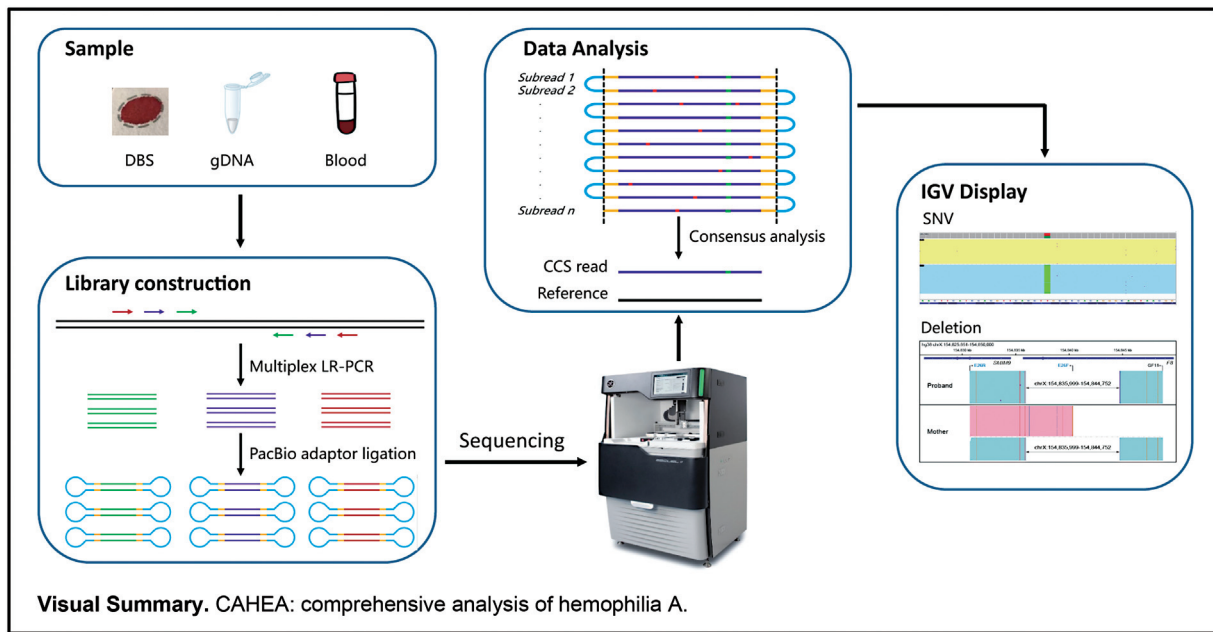 Sample
DBS
gDNA
Blood
Library construction
Multiplex LR-PCR
PacBio adaptor ligation
Sequencing
Data Analysis
Subread 1
Subread 2
Subread n
Consensus analysis
CCS read
Reference
IGV Display
SNV
Deletion
Proband
chrX:154,835,990-154,844,752
Mother
chrX:154,835,990-154,844,752
Visual Summary. CAHEA: comprehensive analysis of hemophilia A.